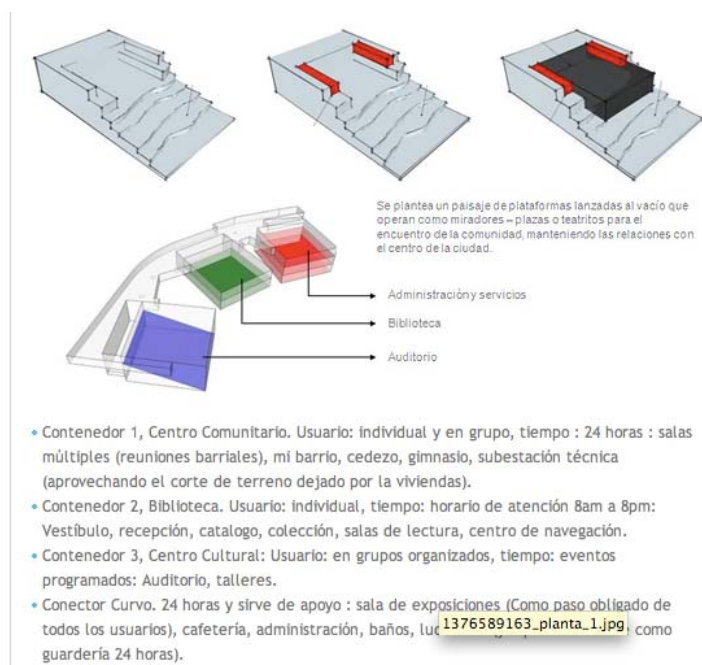 Se plantea un paisaje de plataformas lanzadas al vacío que
operan como miradores – plazas o teatritos para el
encuentro de la comunidad, manteniendo las relaciones con
el centro de la ciudad.
Administración y servicios
Biblioteca
Auditorio
Contenedor 1, Centro Comunitario. Usuario: individual y en grupo, tiempo : 24 horas : salas
múltiples (reuniones barriales), mi barrio, cedezo, gimnasio, subestación técnica
(aprovechando el corte de terreno dejado por la viviendas).
Contenedor 2, Biblioteca. Usuario: individual, tiempo: horario de atención 8am a 8pm:
Vestíbulo, recepción, catalogo, colección, salas de lectura, centro de navegación.
Contenedor 3, Centro Cultural: Usuario: en grupos organizados, tiempo: eventos
programados: Auditorio, talleres.
Conector Curvo. 24 horas y sirve de apoyo : sala de exposiciones (Como paso obligado de
todos los usuarios), cafetería, administración, baños, como
1376589163_planta_1.jpg
guardería 24 horas).